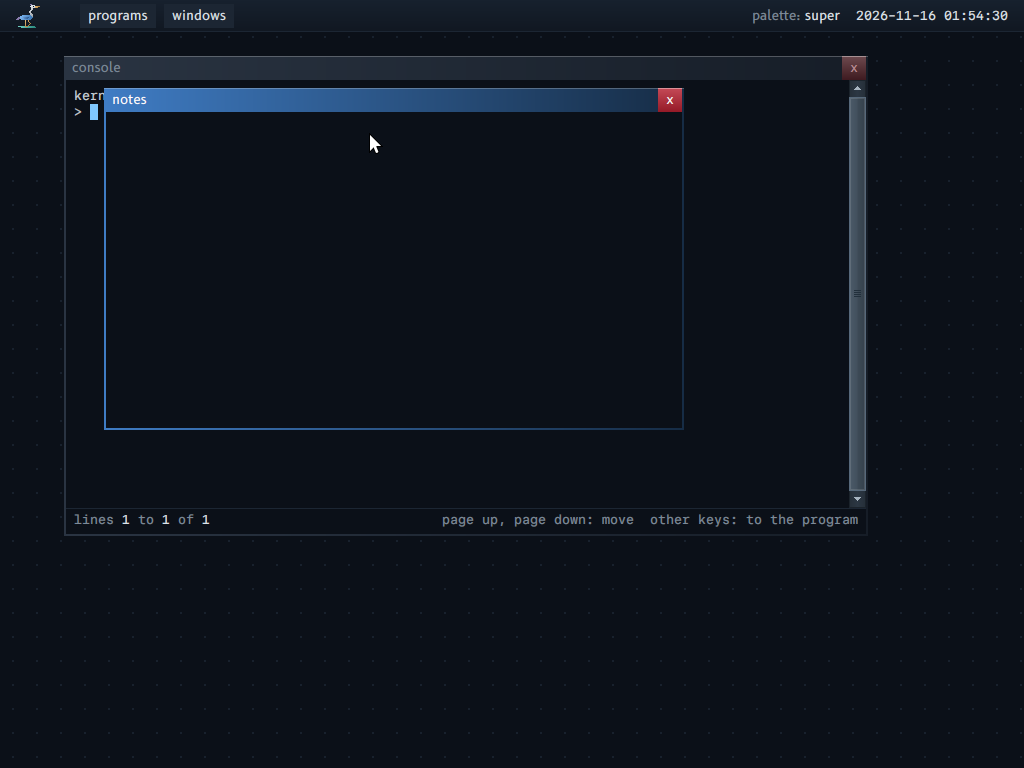 programs windows palette: super 2026-11-16 01:54:30
console x
kern
notes x
>
lines 1 to 1 of 1 page up, page down: move other keys: to the program